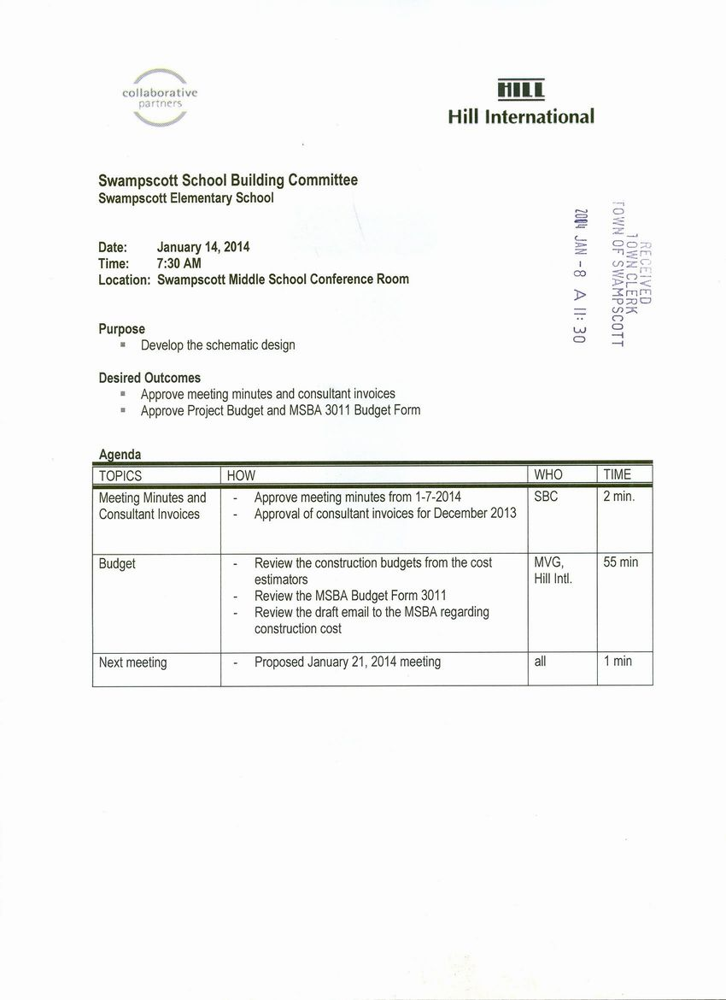 collaborative
partners
HILL
Hill International
Swampscott School Building Committee
Swampscott Elementary School
Date: January 14, 2014
Time: 7:30 AM
Location: Swampscott Middle School Conference Room
RECEIVED
TOWN CLERK
TOWN OF SWAMPSCOTT
JAN -8 A 11:30
Purpose
▪ Develop the schematic design
Desired Outcomes
▪ Approve meeting minutes and consultant invoices
▪ Approve Project Budget and MSBA 3011 Budget Form
Agenda
TOPICS HOW WHO TIME
Meeting Minutes and - Approve meeting minutes from 1-7-2014 SBC 2 min.
Consultant Invoices - Approval of consultant invoices for December 2013
Budget - Review the construction budgets from the cost MVG, 55 min
estimators Hill Intl.
- Review the MSBA Budget Form 3011
- Review the draft email to the MSBA regarding
construction cost
Next meeting - Proposed January 21, 2014 meeting all 1 min